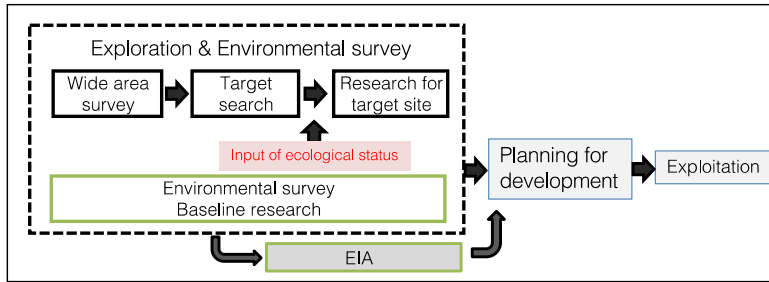 Exploration & Environmental survey
Wide area
survey
Target
search
Research for
target site
Input of ecological status
Environmental survey
Baseline research
Planning for
development
Exploitation
EIA